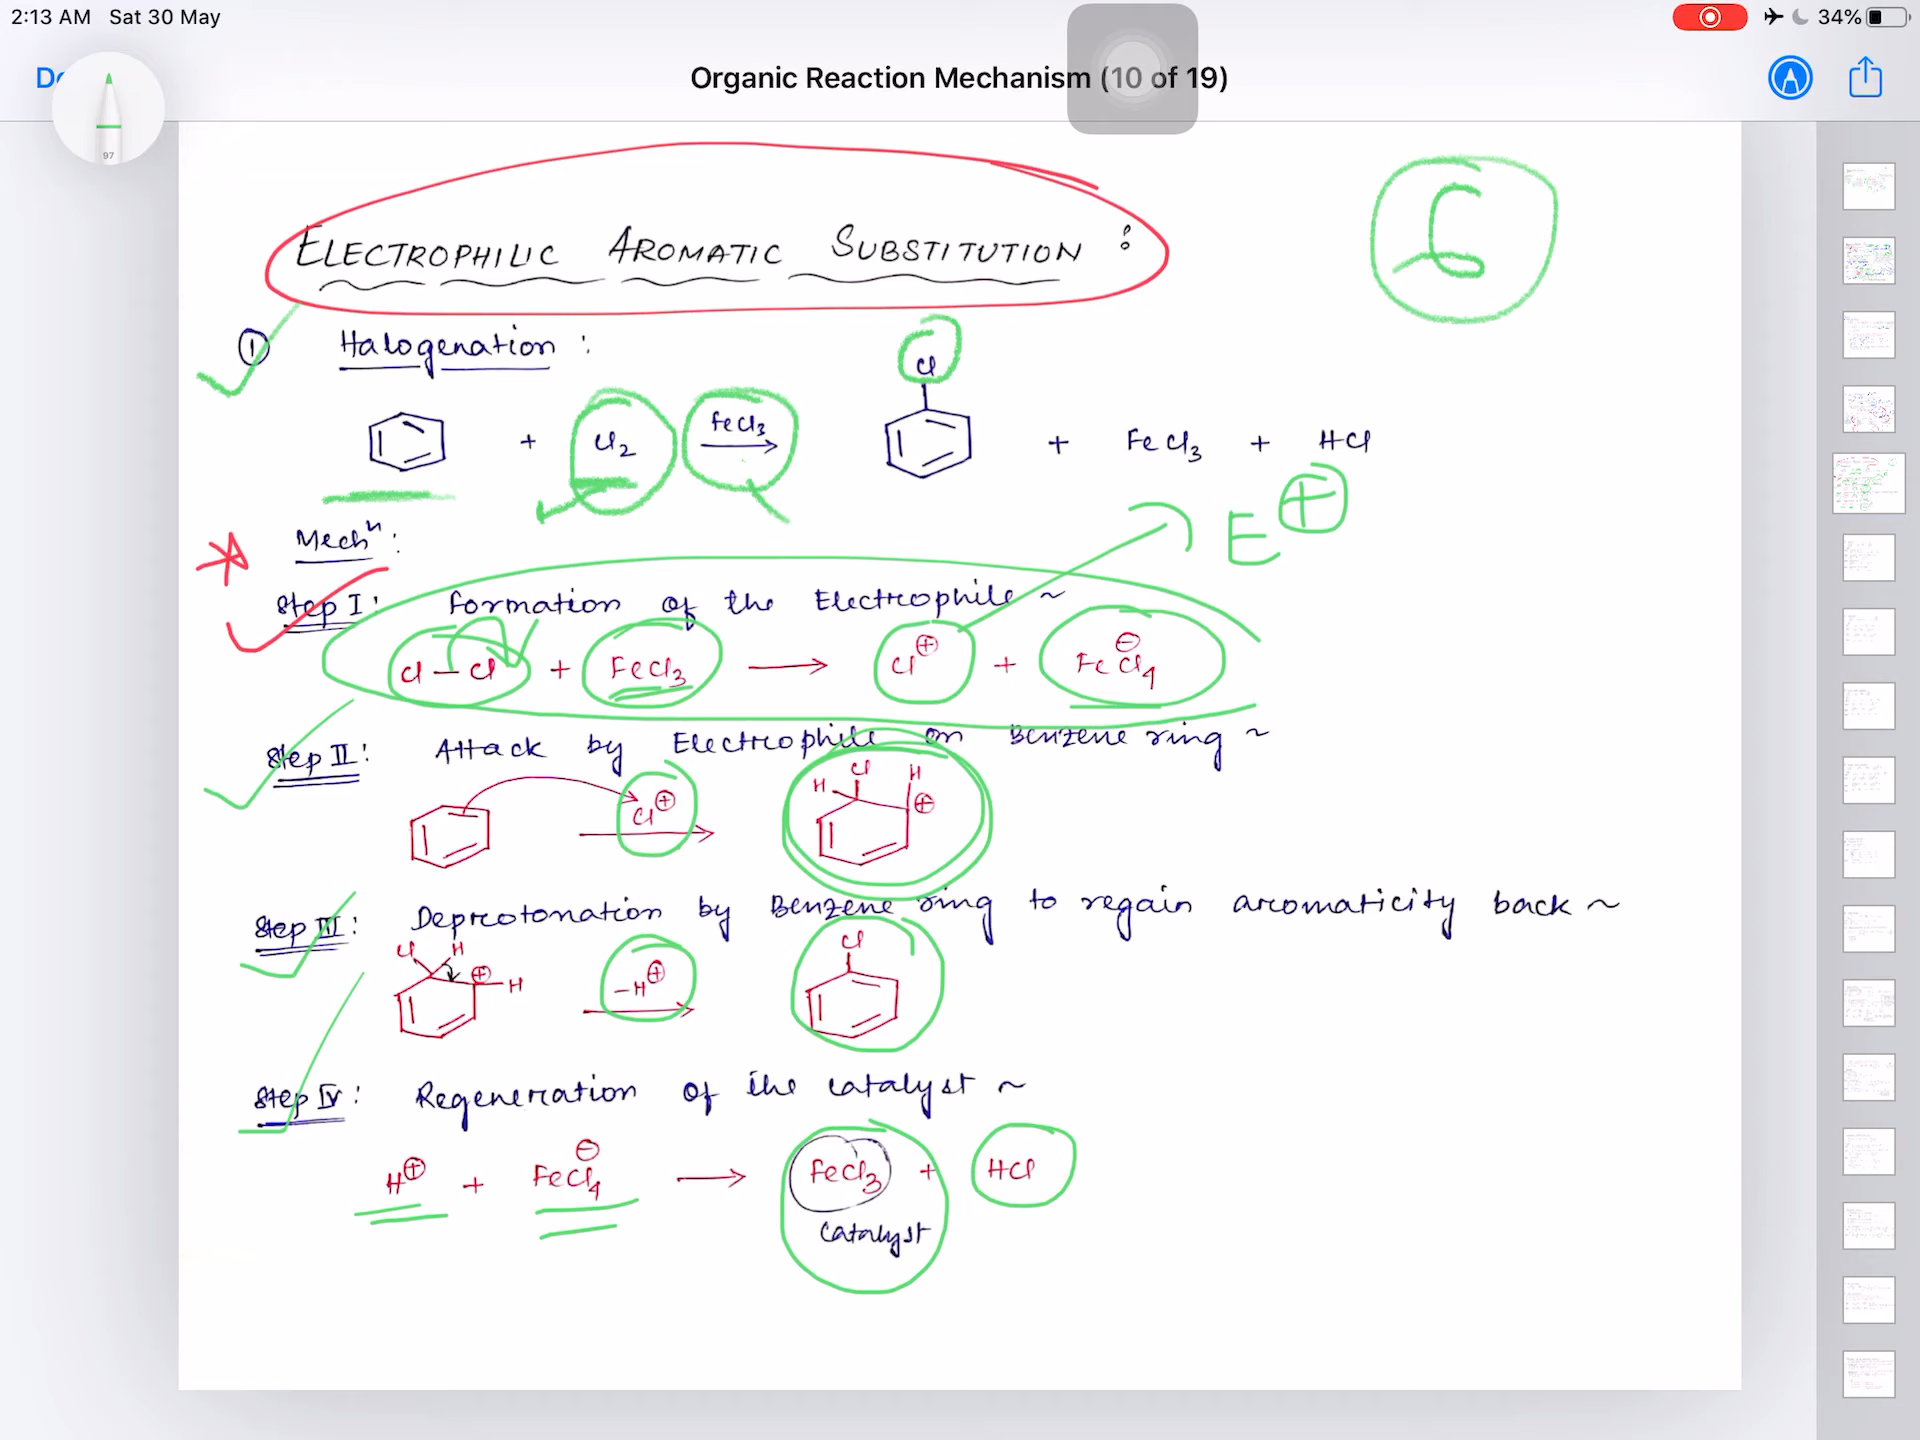 2:13 AM Sat 30 May
34%
Organic Reaction Mechanism (10 of 19)
97
ELECTROPHILIC AROMATIC SUBSTITUTION :
① Halogenation :
Cl
+ Cl2 FeCl3 → + FeCl3 + HCl
E⊕
Mechⁿ :
Step I : Formation of the Electrophile ~
Cl – Cl + FeCl3 → Cl⊕ + FeCl4⊖
Step II : Attack by Electrophile on Benzene ring ~
Cl⊕ H Cl H ⊕
Step III : Deprotonation by Benzene ring to regain aromaticity back ~
Cl H ⊕ H –H⊕ Cl
Step IV : Regeneration of the catalyst ~
H⊕ + FeCl4⊖ → FeCl3 + HCl
Catalyst